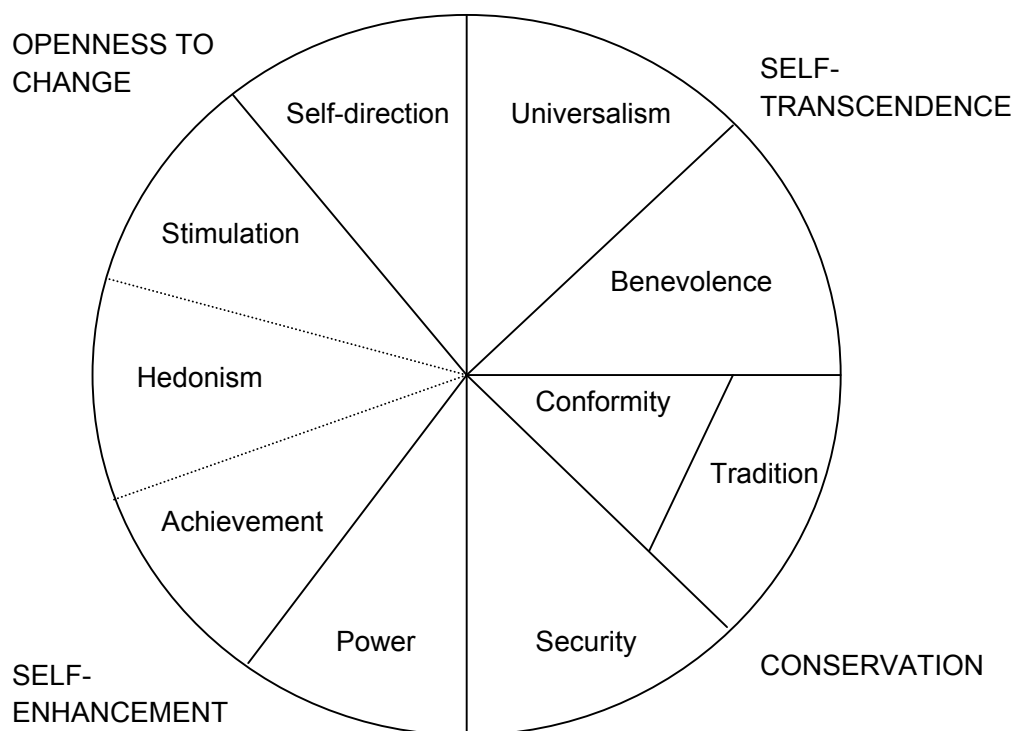 OPENNESS TO
CHANGE
SELF-
TRANSCENDENCE
Self-direction
Universalism
Stimulation
Benevolence
Hedonism
Conformity
Tradition
Achievement
Power
Security
SELF-
ENHANCEMENT
CONSERVATION